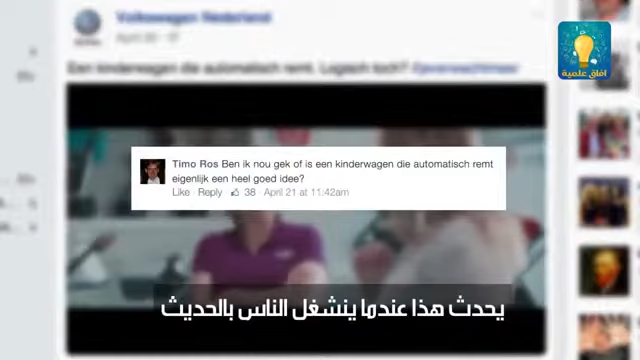 Volkswagen Nederland
آفاق علمية
Een kinderwagen die automatisch remt. Logisch toch?
Timo Ros Ben ik nou gek of is een kinderwagen die automatisch remt
eigenlijk een heel goed idee?
Like Reply 38 April 21 at 11:42am
يحدث هذا عندما ينشغل الناس بالحديث